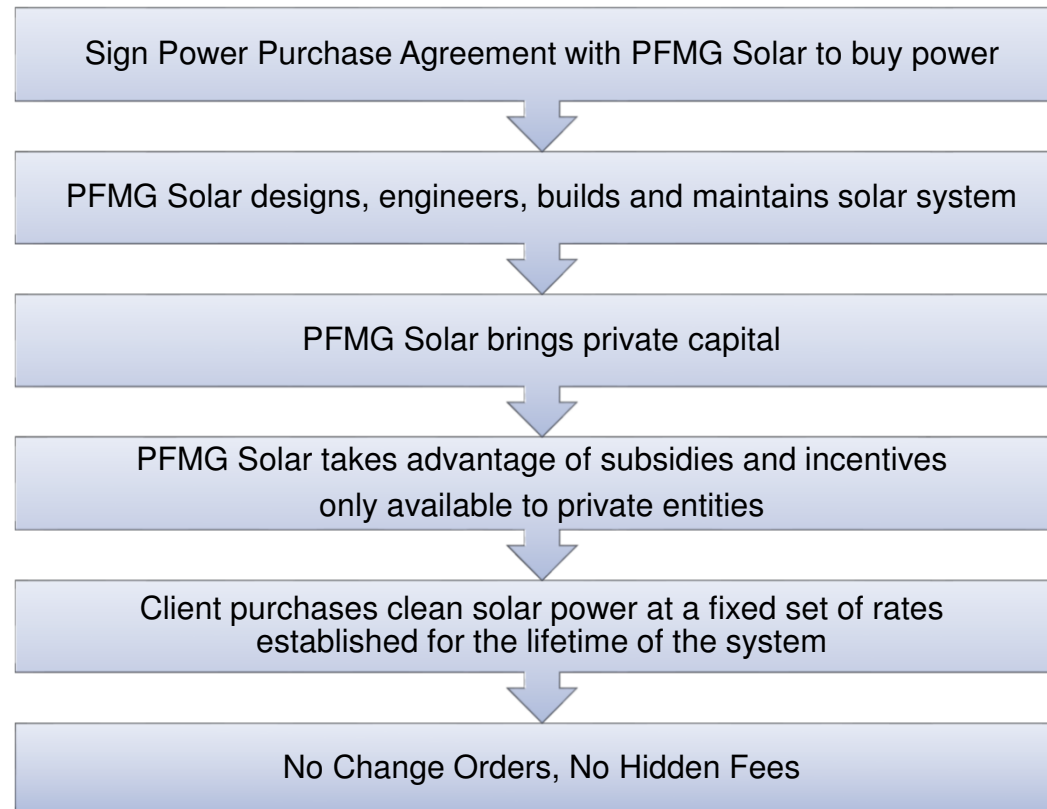 Sign Power Purchase Agreement with PFMG Solar to buy power
PFMG Solar designs, engineers, builds and maintains solar system
PFMG Solar brings private capital
PFMG Solar takes advantage of subsidies and incentives
only available to private entities
Client purchases clean solar power at a fixed set of rates
established for the lifetime of the system
No Change Orders, No Hidden Fees